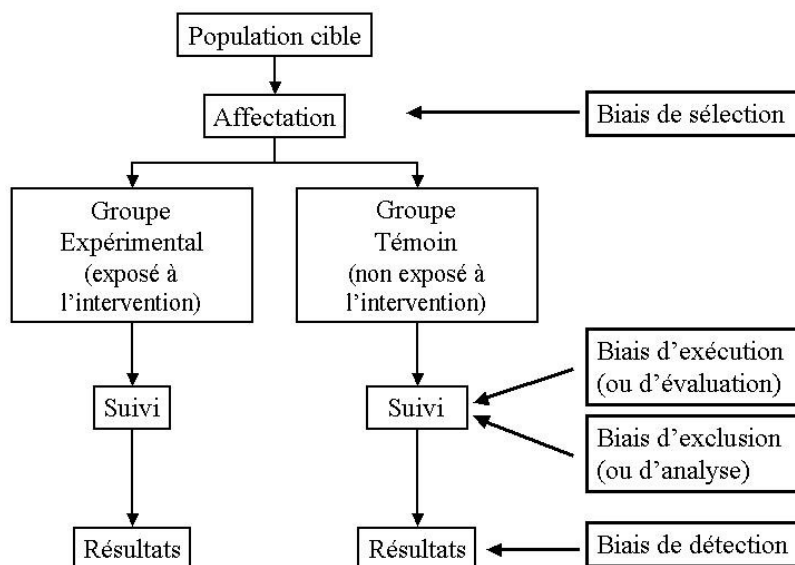 Population cible
Affectation
Biais de sélection
Groupe
Expérimental
(exposé à
l’intervention)
Groupe
Témoin
(non exposé à
l’intervention)
Biais d’exécution
(ou d’évaluation)
Suivi
Suivi
Biais d’exclusion
(ou d’analyse)
Résultats
Résultats
Biais de détection